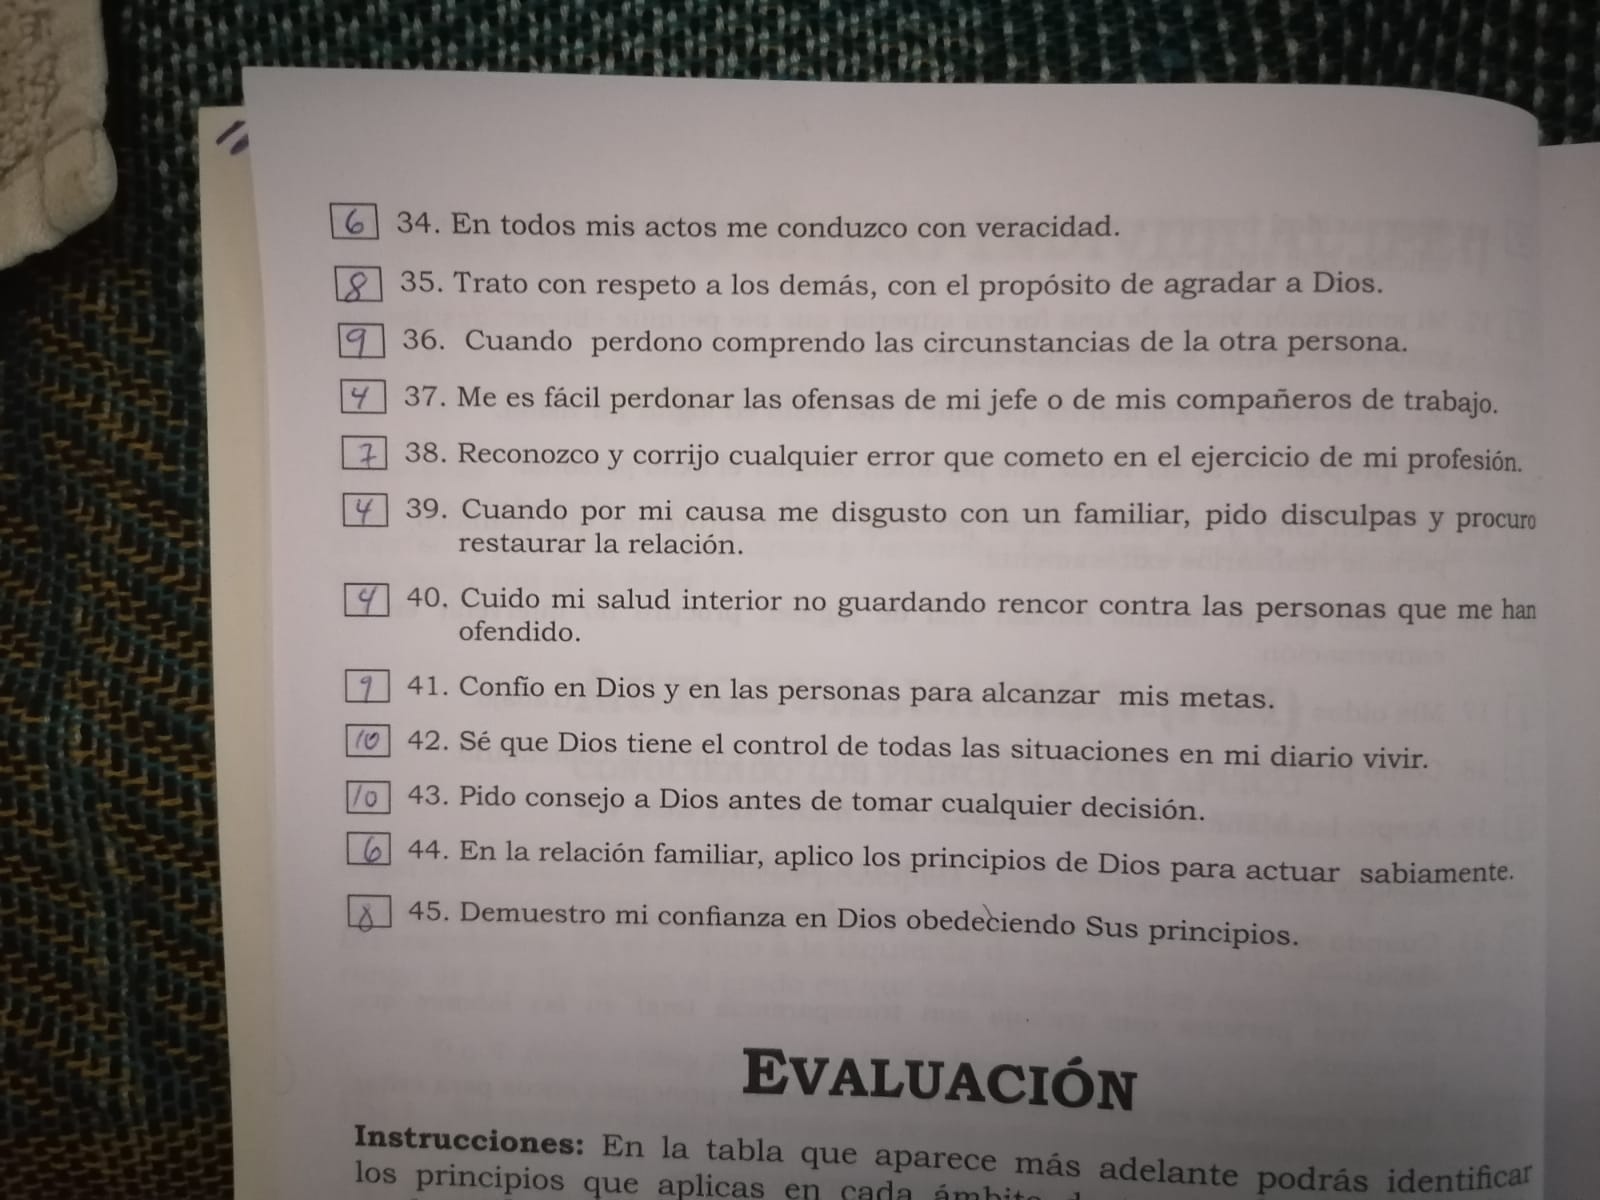 6 34. En todos mis actos me conduzco con veracidad.
8 35. Trato con respeto a los demás, con el propósito de agradar a Dios.
9 36. Cuando perdono comprendo las circunstancias de la otra persona.
4 37. Me es fácil perdonar las ofensas de mi jefe o de mis compañeros de trabajo.
7 38. Reconozco y corrijo cualquier error que cometo en el ejercicio de mi profesión.
4 39. Cuando por mi causa me disgusto con un familiar, pido disculpas y procuro
restaurar la relación.
4 40. Cuido mi salud interior no guardando rencor contra las personas que me han
ofendido.
9 41. Confío en Dios y en las personas para alcanzar mis metas.
10 42. Sé que Dios tiene el control de todas las situaciones en mi diario vivir.
10 43. Pido consejo a Dios antes de tomar cualquier decisión.
6 44. En la relación familiar, aplico los principios de Dios para actuar sabiamente.
8 45. Demuestro mi confianza en Dios obedeciendo Sus principios.
EVALUACIÓN
Instrucciones: En la tabla que aparece más adelante podrás identificar
los principios que aplicas en cada